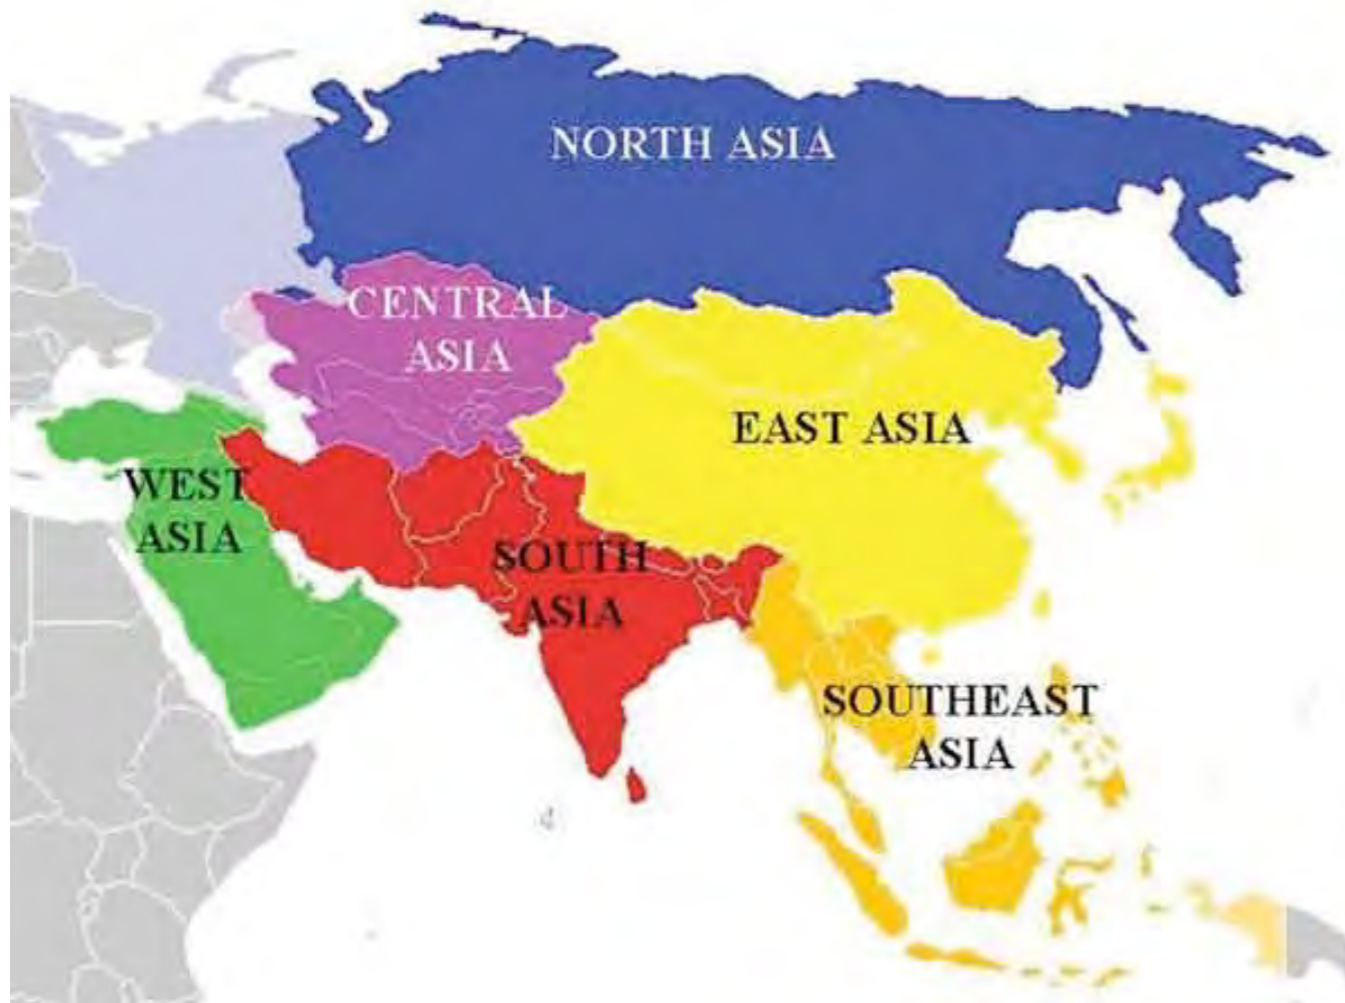 NORTH ASIA
CENTRAL
ASIA
EAST ASIA
WEST
ASIA
SOUTH
ASIA
SOUTHEAST
ASIA